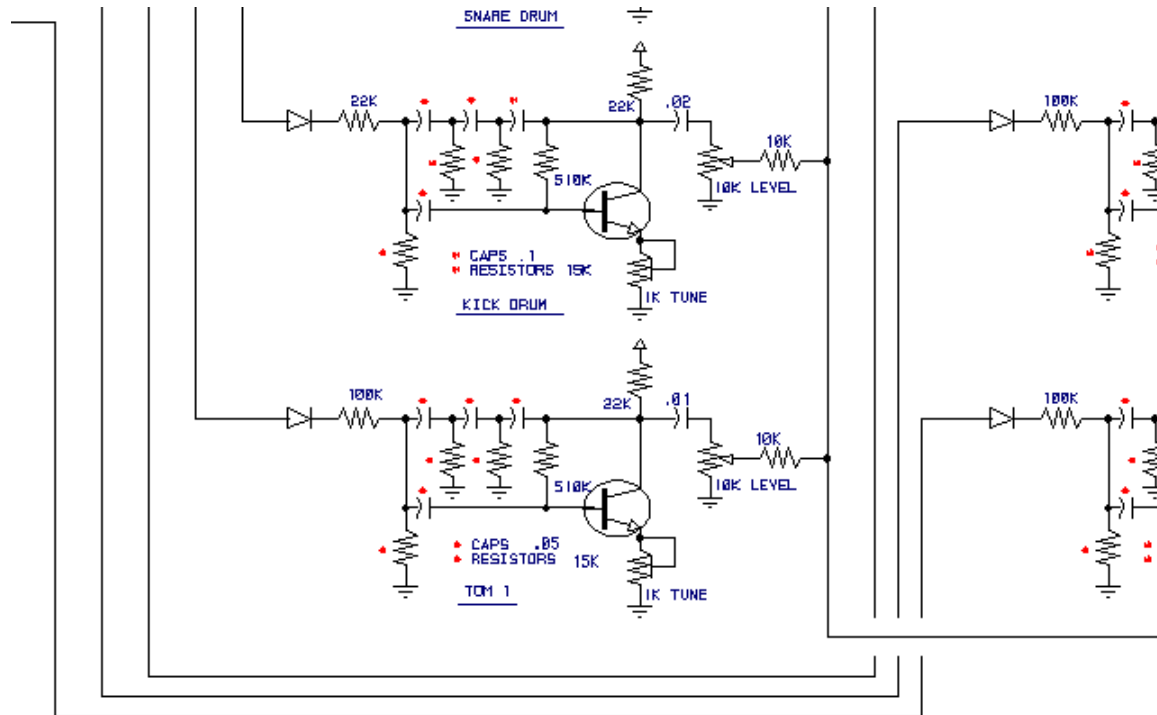 SNARE DRUM
22K
22K
.02
10K
510K
10K LEVEL
CAPS .1
RESISTORS 15K
1K TUNE
KICK DRUM
100K
100K
22K
.01
10K
510K
10K LEVEL
CAPS .05
RESISTORS 15K
TOM 1
1K TUNE
100K